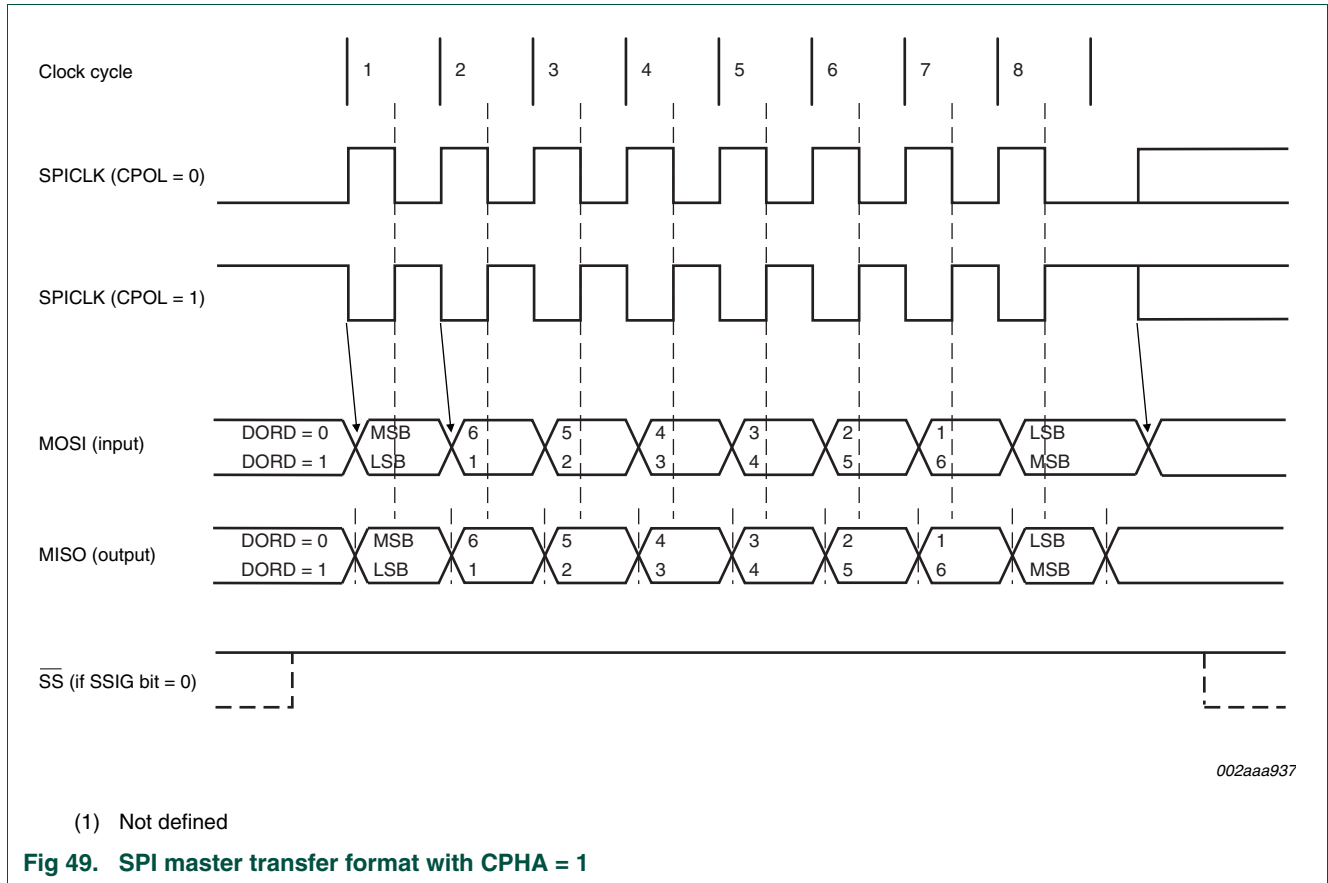 Clock cycle 1 2 3 4 5 6 7 8
SPICLK (CPOL = 0)
SPICLK (CPOL = 1)
MOSI (input)
DORD = 0 MSB 6 5 4 3 2 1 LSB
DORD = 1 LSB 1 2 3 4 5 6 MSB
MISO (output)
DORD = 0 MSB 6 5 4 3 2 1 LSB
DORD = 1 LSB 1 2 3 4 5 6 MSB
SS (if SSIG bit = 0)
002aaa937
(1) Not defined
Fig 49. SPI master transfer format with CPHA = 1